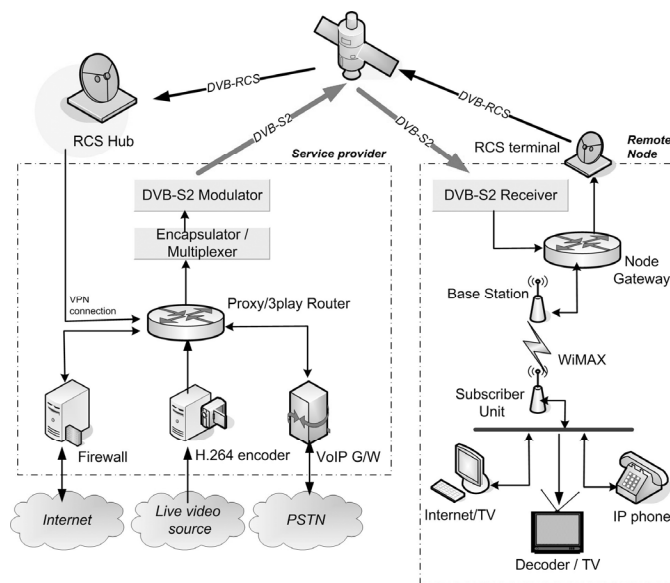 DVB-RCS
DVB-RCS
DVB-S2
DVB-S2
RCS Hub
RCS terminal
Remote
Node
Service provider
DVB-S2 Modulator
DVB-S2 Receiver
Encapsulator /
Multiplexer
Node
Gateway
Base Station
VPN
connection
Proxy/3play Router
WiMAX
Subscriber
Unit
Firewall
H.264 encoder
VoIP G/W
Internet
Live video
source
PSTN
Internet/TV
IP phone
Decoder / TV